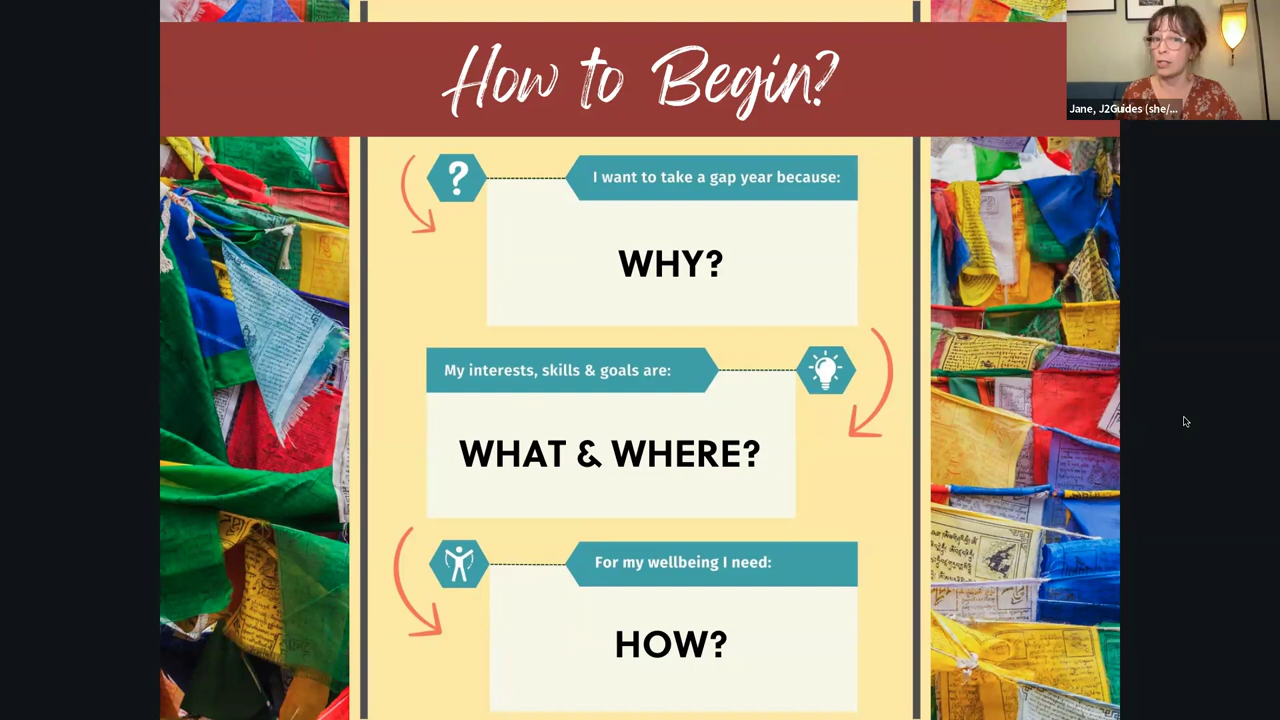 How to Begin?
Jane, J2Guides (she/...
?
I want to take a gap year because:
WHY?
My interests, skills & goals are:
WHAT & WHERE?
For my wellbeing I need:
HOW?